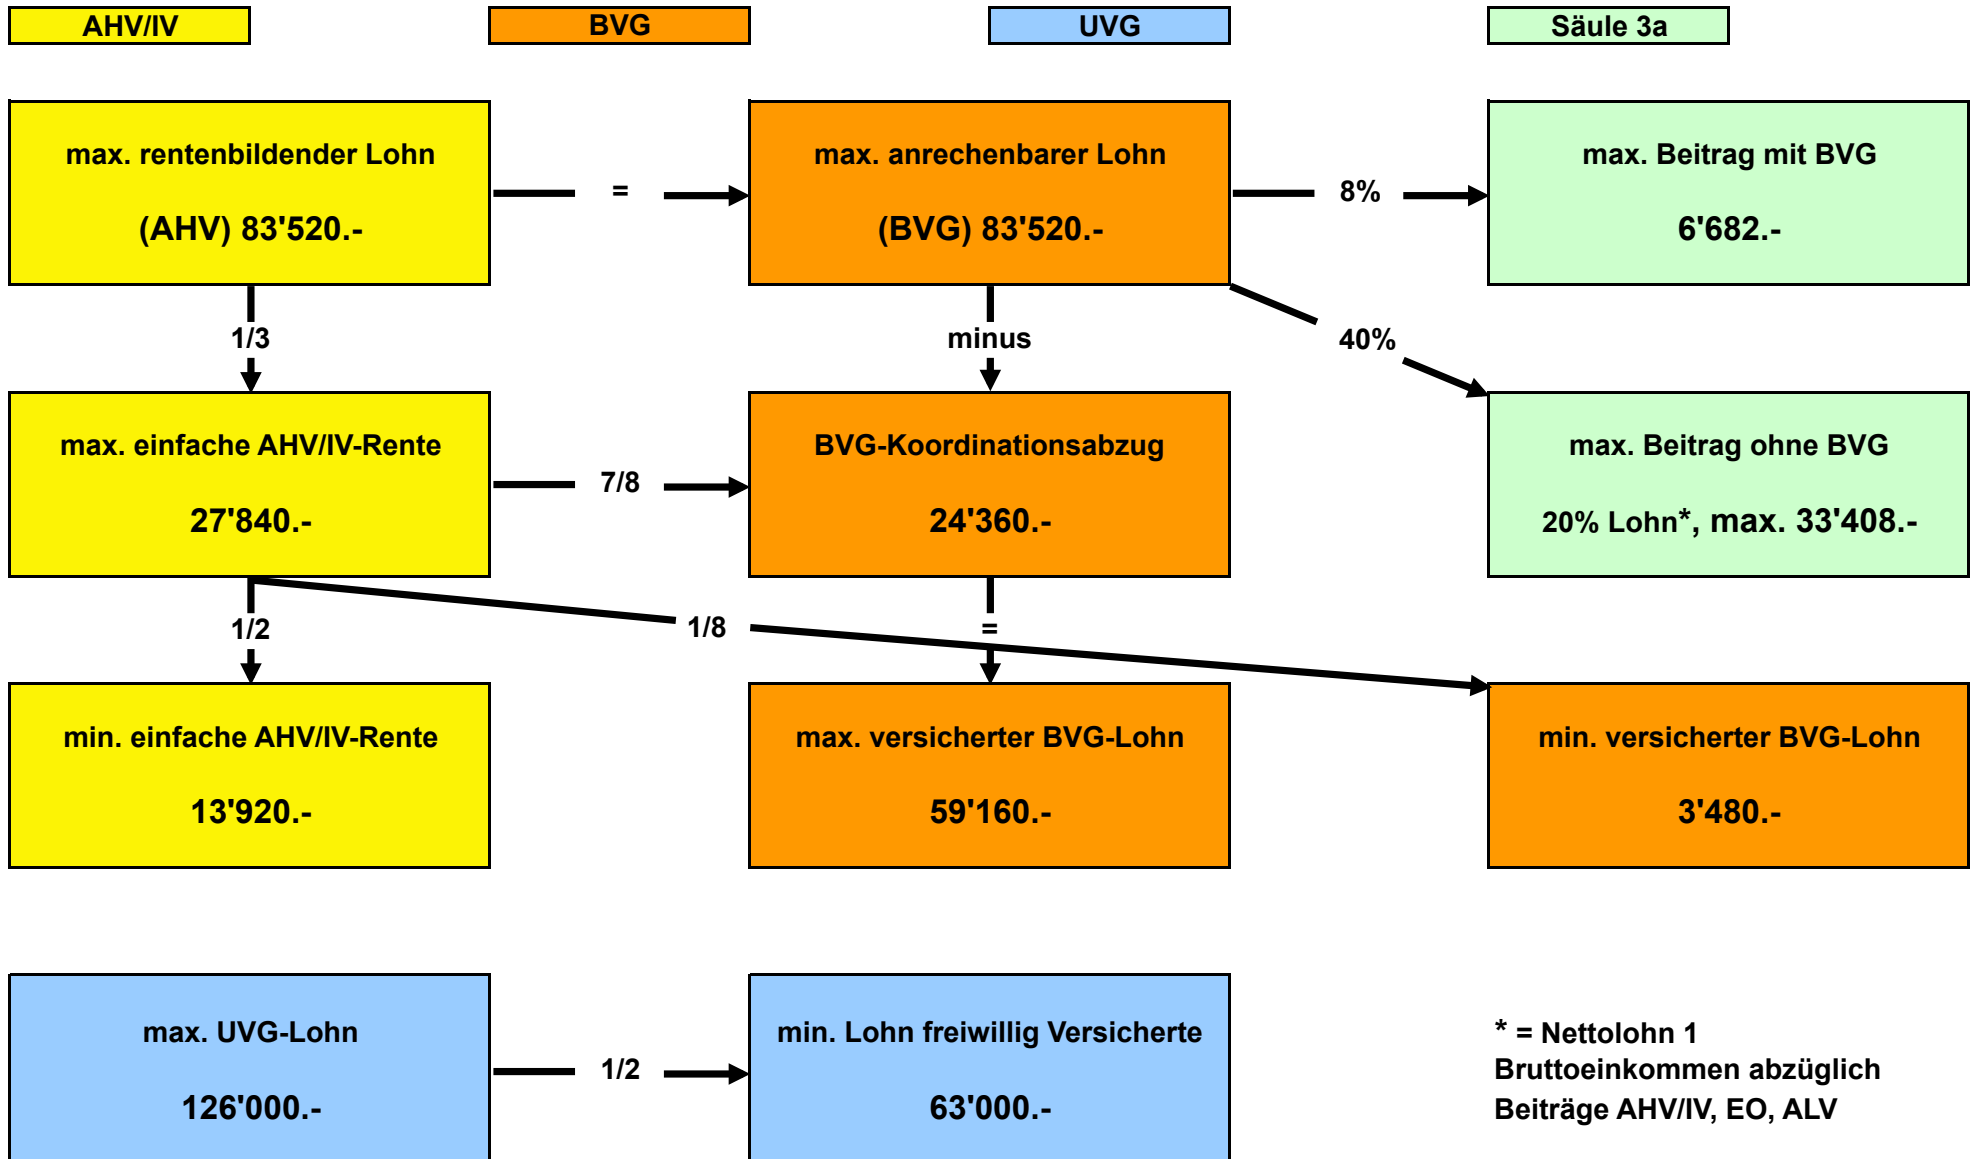 AHV/IV
BVG
UVG
Säule 3a
max. rentenbildender Lohn
(AHV) 83'520.-
=
max. anrechenbarer Lohn
(BVG) 83'520.-
8%
max. Beitrag mit BVG
6'682.-
1/3
minus
40%
max. einfache AHV/IV-Rente
27'840.-
7/8
BVG-Koordinationsabzug
24'360.-
max. Beitrag ohne BVG
20% Lohn*, max. 33'408.-
1/2
1/8
=
min. einfache AHV/IV-Rente
13'920.-
max. versicherter BVG-Lohn
59'160.-
min. versicherter BVG-Lohn
3'480.-
max. UVG-Lohn
126'000.-
1/2
min. Lohn freiwillig Versicherte
63'000.-
* = Nettolohn 1
Bruttoeinkommen abzüglich
Beiträge AHV/IV, EO, ALV